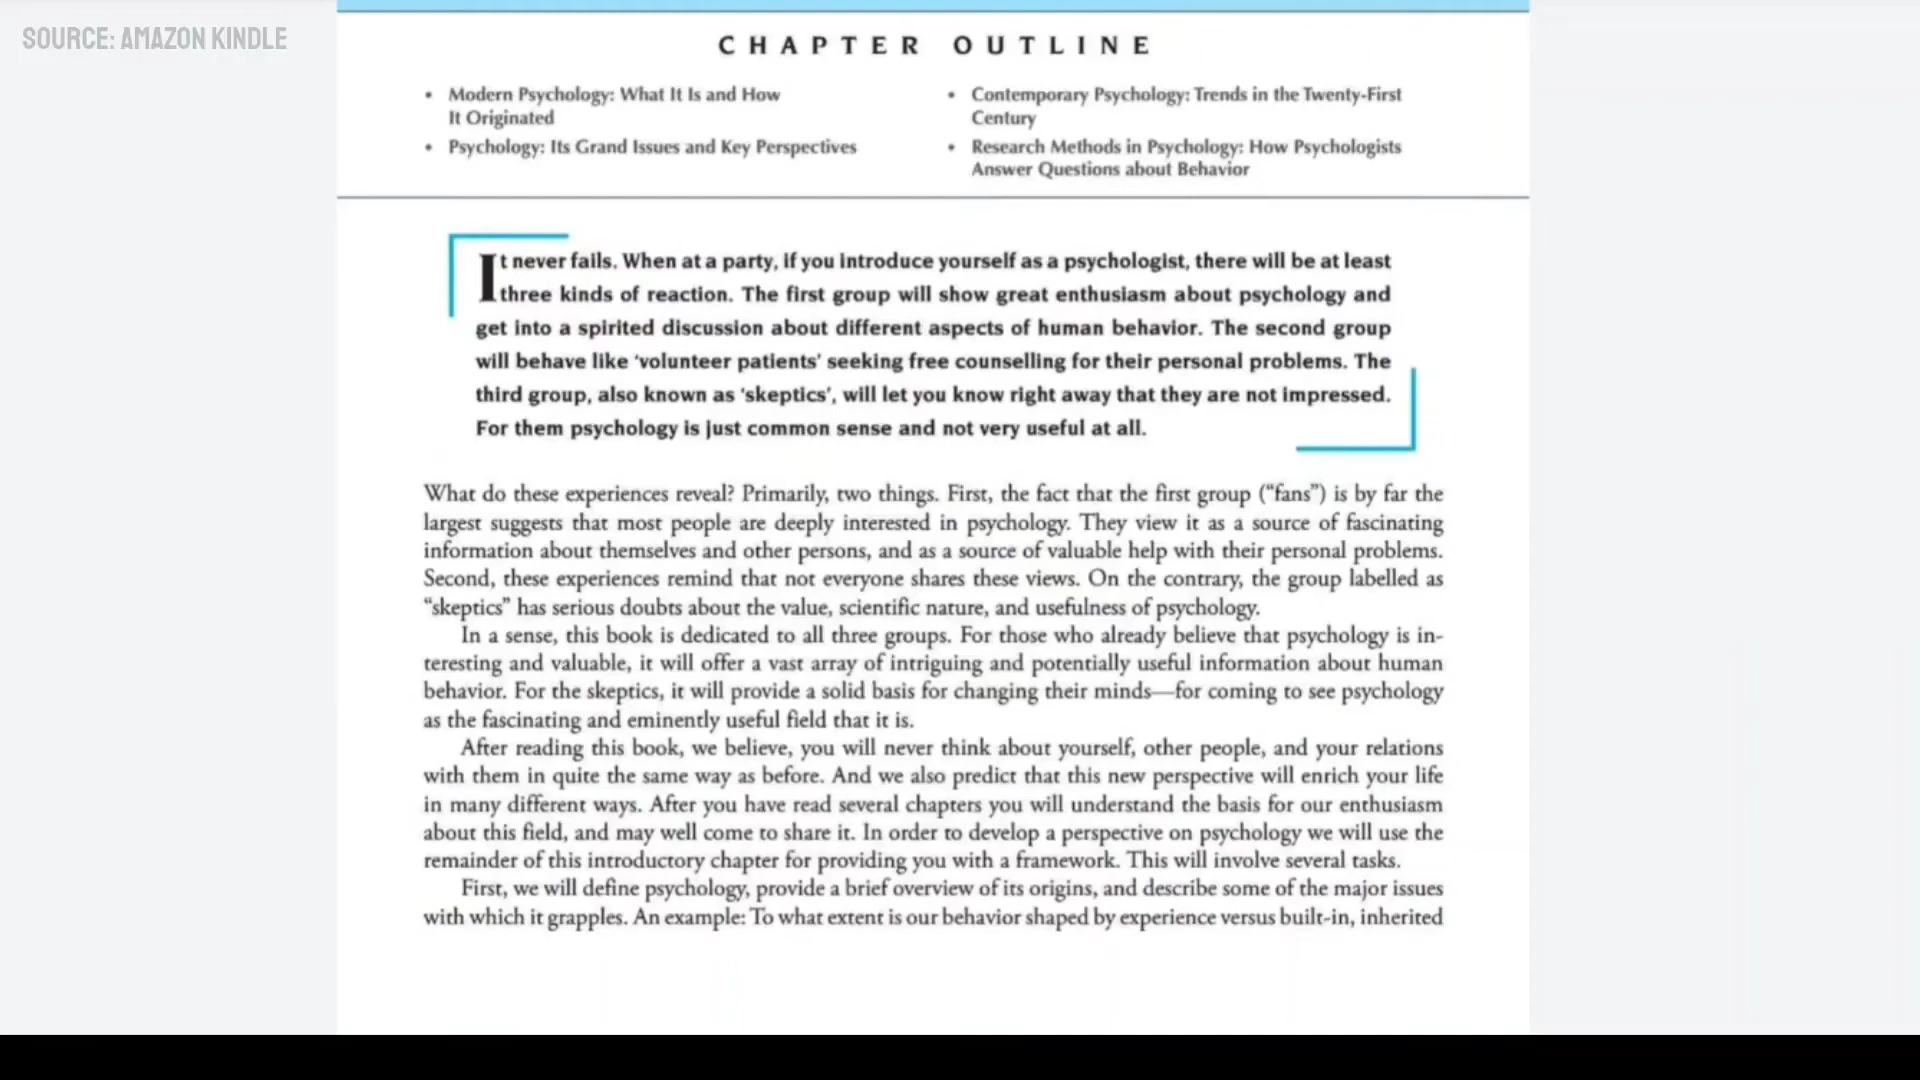 SOURCE: AMAZON KINDLE
CHAPTER OUTLINE
• Modern Psychology: What It Is and How
It Originated
• Psychology: Its Grand Issues and Key Perspectives
• Contemporary Psychology: Trends in the Twenty-First
Century
• Research Methods in Psychology: How Psychologists
Answer Questions about Behavior
It never fails. When at a party, if you introduce yourself as a psychologist, there will be at least
three kinds of reaction. The first group will show great enthusiasm about psychology and
get into a spirited discussion about different aspects of human behavior. The second group
will behave like ‘volunteer patients’ seeking free counselling for their personal problems. The
third group, also known as ‘skeptics’, will let you know right away that they are not impressed.
For them psychology is just common sense and not very useful at all.
What do these experiences reveal? Primarily, two things. First, the fact that the first group (“fans”) is by far the
largest suggests that most people are deeply interested in psychology. They view it as a source of fascinating
information about themselves and other persons, and as a source of valuable help with their personal problems.
Second, these experiences remind that not everyone shares these views. On the contrary, the group labelled as
“skeptics” has serious doubts about the value, scientific nature, and usefulness of psychology.
In a sense, this book is dedicated to all three groups. For those who already believe that psychology is in-
teresting and valuable, it will offer a vast array of intriguing and potentially useful information about human
behavior. For the skeptics, it will provide a solid basis for changing their minds—for coming to see psychology
as the fascinating and eminently useful field that it is.
After reading this book, we believe, you will never think about yourself, other people, and your relations
with them in quite the same way as before. And we also predict that this new perspective will enrich your life
in many different ways. After you have read several chapters you will understand the basis for our enthusiasm
about this field, and may well come to share it. In order to develop a perspective on psychology we will use the
remainder of this introductory chapter for providing you with a framework. This will involve several tasks.
First, we will define psychology, provide a brief overview of its origins, and describe some of the major issues
with which it grapples. An example: To what extent is our behavior shaped by experience versus built-in, inherited